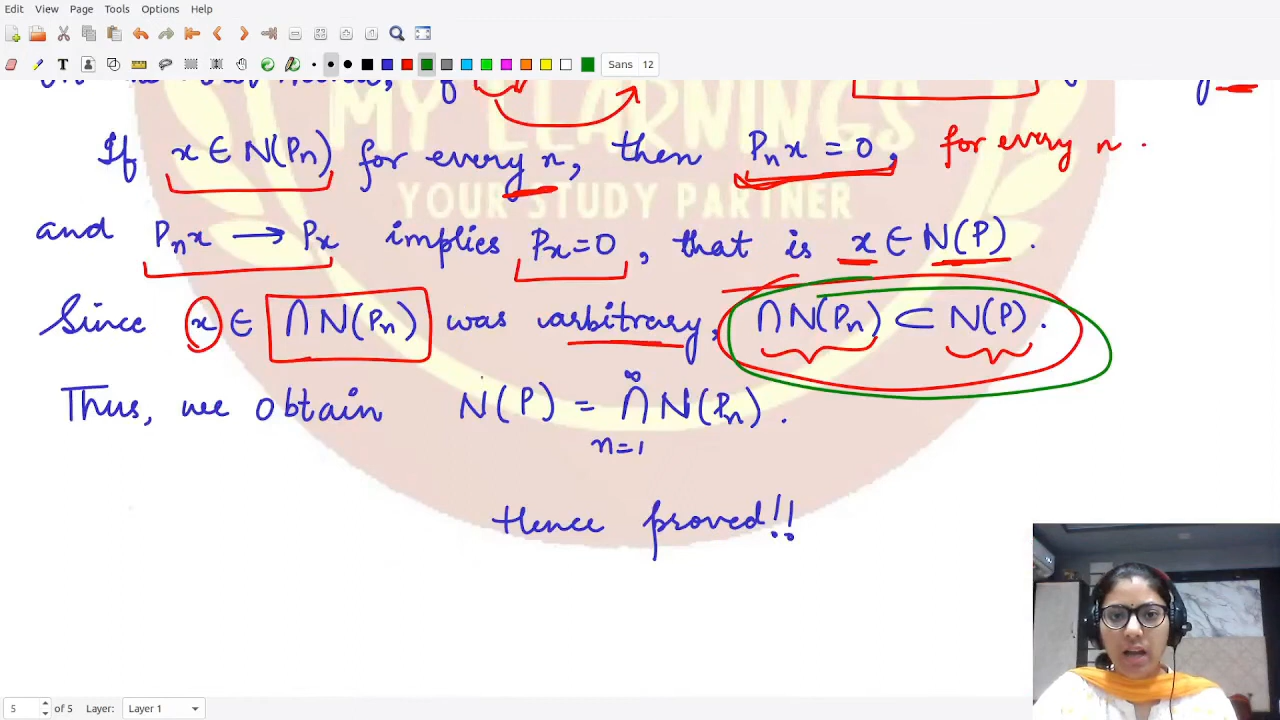 Edit View Page Tools Options Help
Sans 12
MY LEARNINGS
YOUR STUDY PARTNER
If x ∈ N(Pn) for every n, then Pnx = 0, for every n.
and Pnx → Px implies Px=0, that is x ∈ N(P).
Since x ∈ ∩N(Pn) was arbitrary, ∩N(Pn) ⊂ N(P).
Thus, we obtain N(P) = ∞∩n=1 N(Pn).
Hence proved!!
5 of 5 Layer: Layer 1